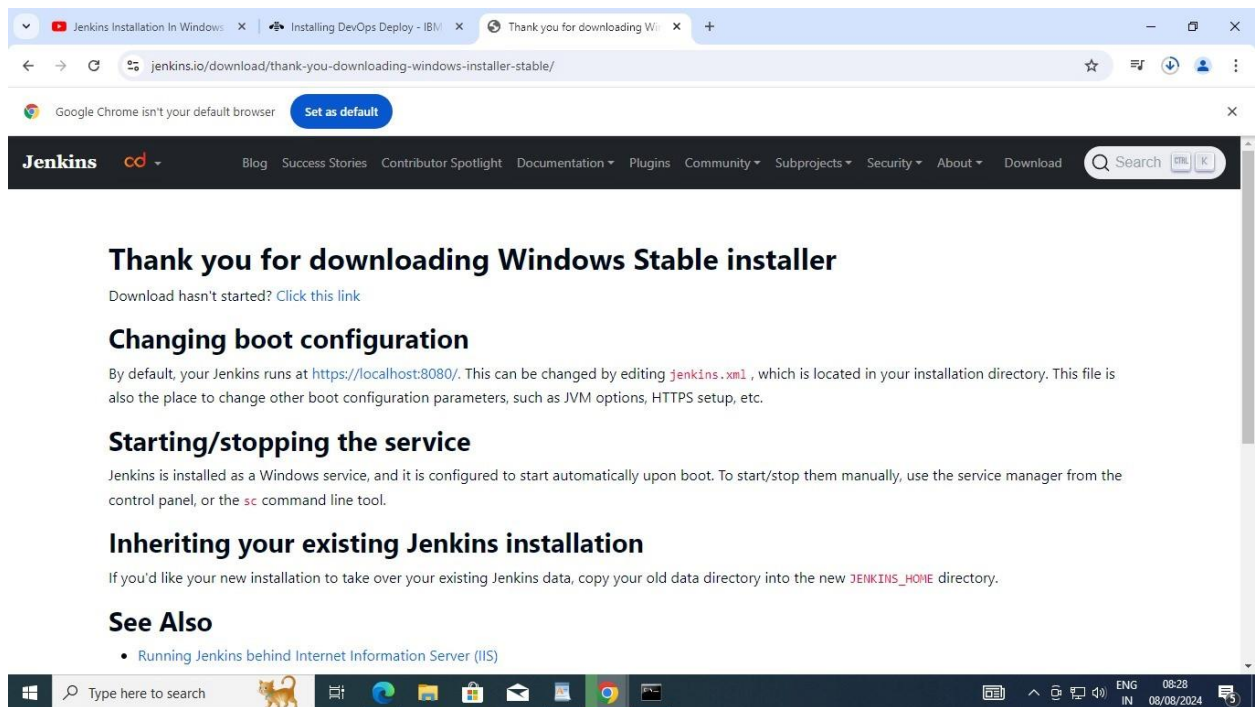 Jenkins Installation In Windows
Installing DevOps Deploy - IBM
Thank you for downloading Win
jenkins.io/download/thank-you-downloading-windows-installer-stable/
Google Chrome isn't your default browser Set as default
Jenkins cd Blog Success Stories Contributor Spotlight Documentation Plugins Community Subprojects Security About Download Search CTRL K
Thank you for downloading Windows Stable installer
Download hasn't started? Click this link
Changing boot configuration
By default, your Jenkins runs at https://localhost:8080/. This can be changed by editing jenkins.xml , which is located in your installation directory. This file is
also the place to change other boot configuration parameters, such as JVM options, HTTPS setup, etc.
Starting/stopping the service
Jenkins is installed as a Windows service, and it is configured to start automatically upon boot. To start/stop them manually, use the service manager from the
control panel, or the sc command line tool.
Inheriting your existing Jenkins installation
If you'd like your new installation to take over your existing Jenkins data, copy your old data directory into the new JENKINS_HOME directory.
See Also
Running Jenkins behind Internet Information Server (IIS)
Type here to search
ENG 08:28
IN 08/08/2024 5